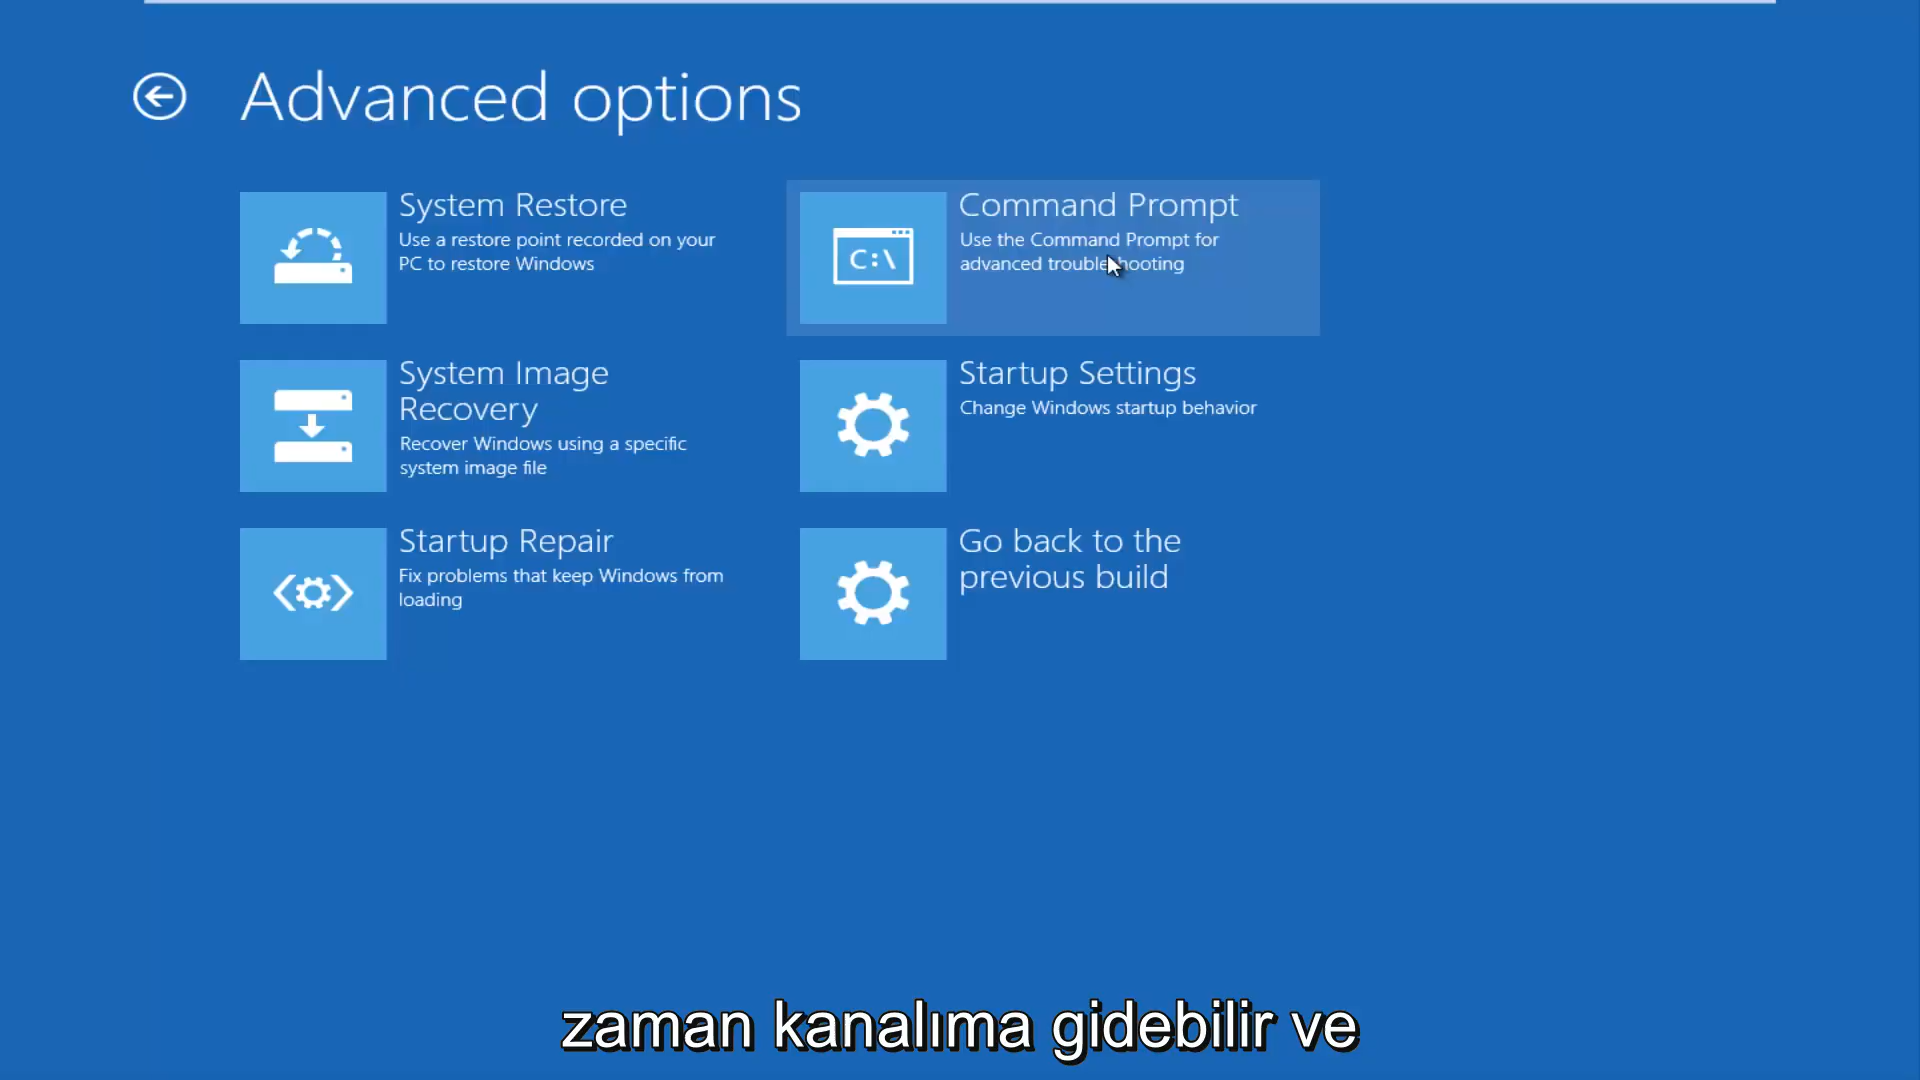 Advanced options
System Restore
Use a restore point recorded on your
PC to restore Windows
Command Prompt
Use the Command Prompt for
advanced troubleshooting
C:\
System Image
Recovery
Recover Windows using a specific
system image file
Startup Settings
Change Windows startup behavior
Startup Repair
Fix problems that keep Windows from
loading
Go back to the
previous build
zaman kanalıma gidebilir ve